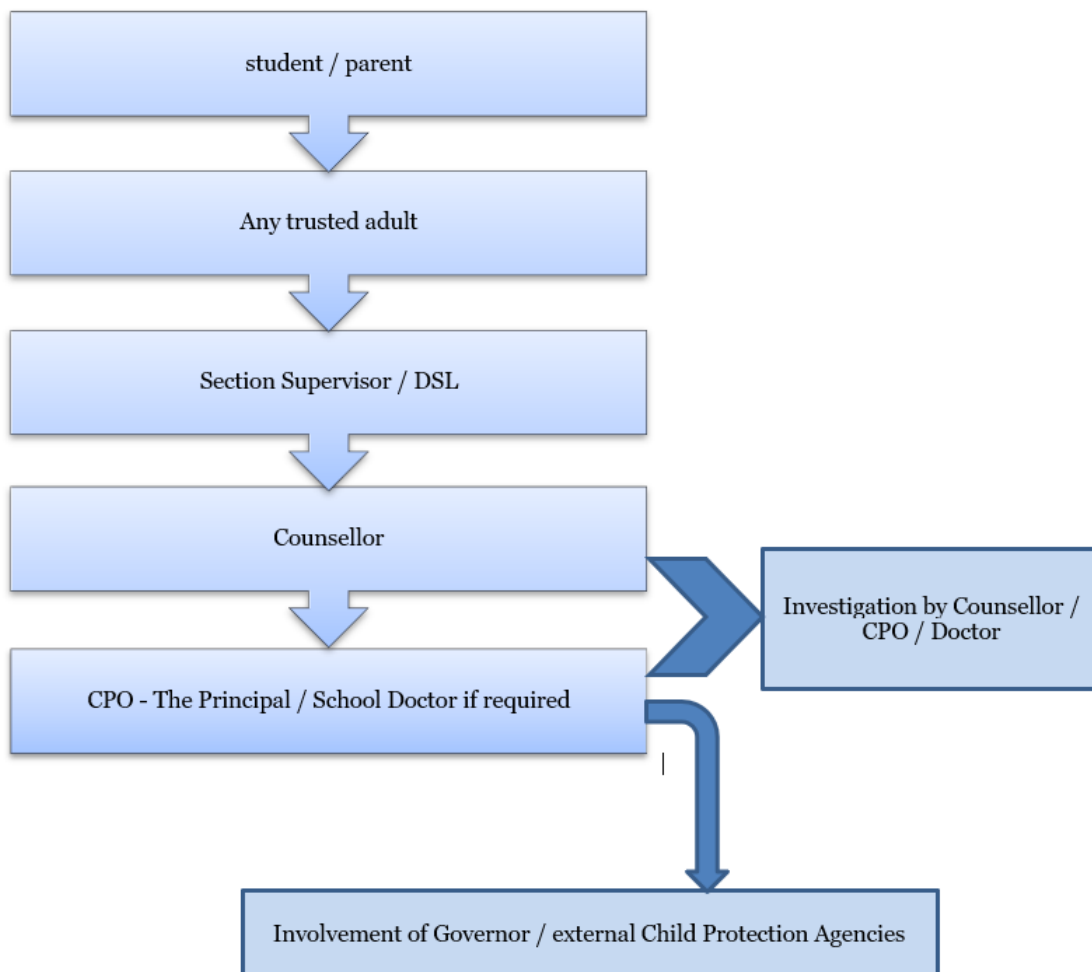 student / parent
Any trusted adult
Section Supervisor / DSL
Counsellor
Investigation by Counsellor /
CPO / Doctor
CPO - The Principal / School Doctor if required
Involvement of Governor / external Child Protection Agencies